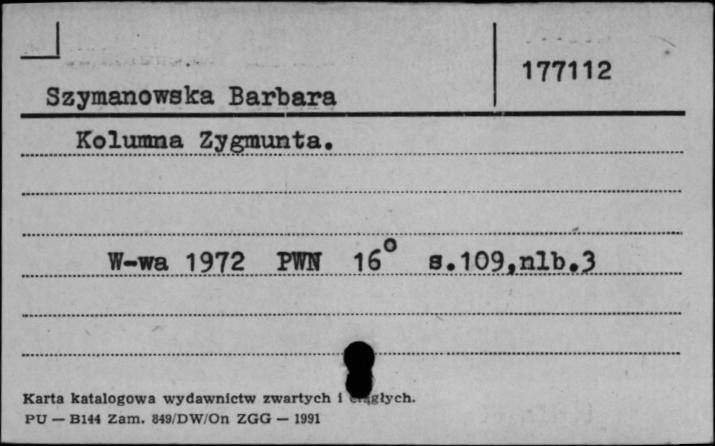 177112
Szymanowska Barbara
Kolumna Zygmunta.
W-wa 1972 PWN 16° s.109,nlb.3
Karta katalogowa wydawnictw zwartych i ciągłych.
PU — B144 Zam. 849/DW/On ZGG — 1991